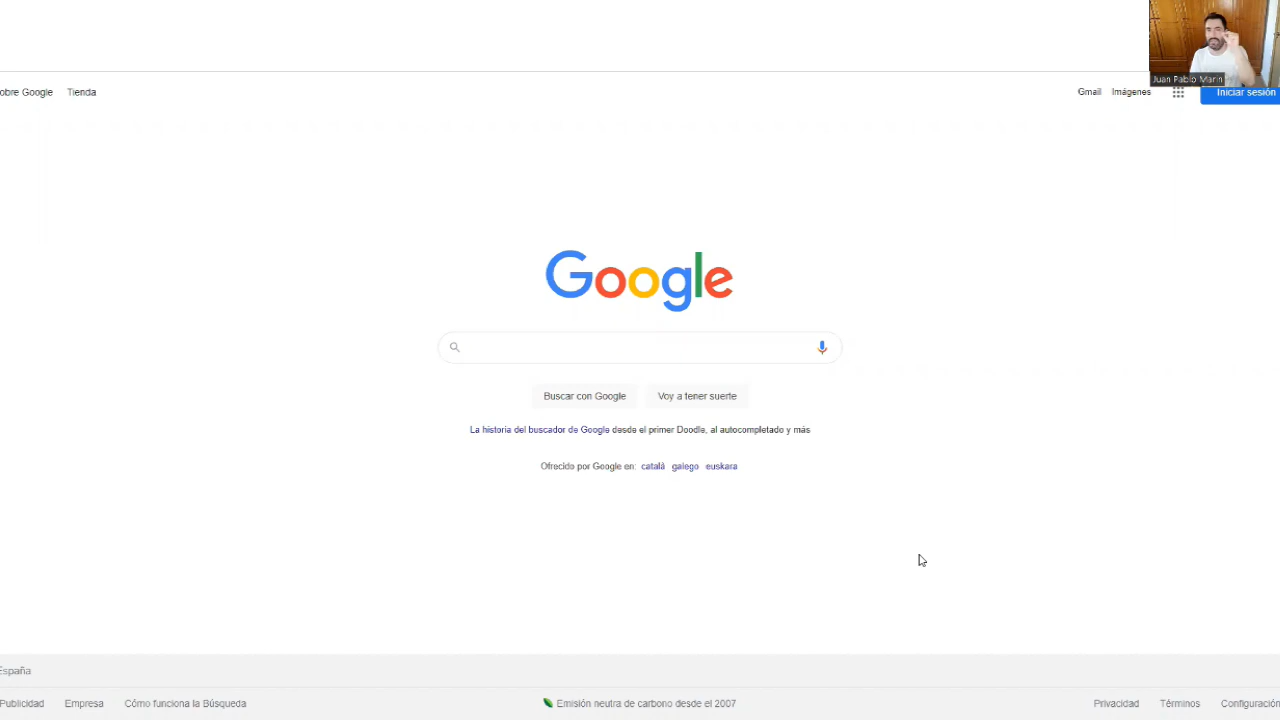 obre Google Tienda Gmail Imágenes Iniciar sesión
Juan Pablo Marin
Google
Buscar con Google Voy a tener suerte
La historia del buscador de Google desde el primer Doodle, al autocompletado y más
Ofrecido por Google en: català galego euskara
España
Publicidad Empresa Cómo funciona la Búsqueda Emisión neutra de carbono desde el 2007 Privacidad Términos Configuración